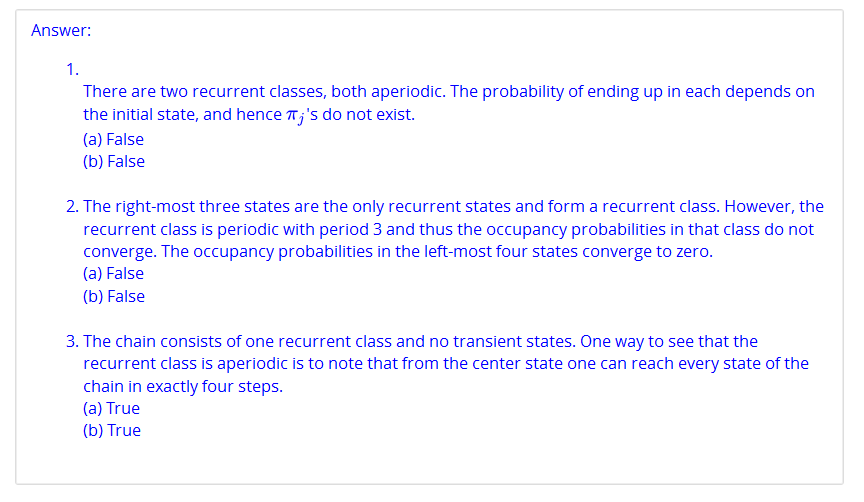 Answer:
1.
There are two recurrent classes, both aperiodic. The probability of ending up in each depends on
the initial state, and hence π_j's do not exist.
(a) False
(b) False
2. The right-most three states are the only recurrent states and form a recurrent class. However, the
recurrent class is periodic with period 3 and thus the occupancy probabilities in that class do not
converge. The occupancy probabilities in the left-most four states converge to zero.
(a) False
(b) False
3. The chain consists of one recurrent class and no transient states. One way to see that the
recurrent class is aperiodic is to note that from the center state one can reach every state of the
chain in exactly four steps.
(a) True
(b) True